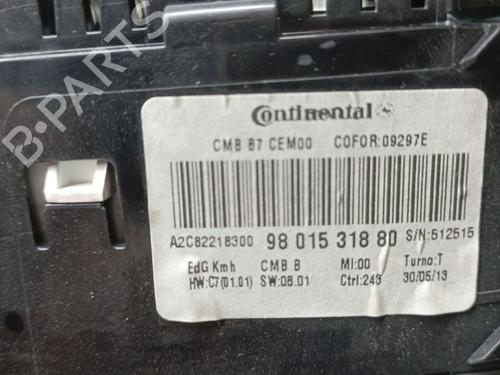 B-PARTS
Continental
CMB B7 CEM00 COFOR:09297E
A2C82218300 98 015 318 80 S/N:512515
EdG Kmh CMB B MI:00 Turno:T
HW:C7(01.01) SW:08.01 Ctrl:243 30/05/13